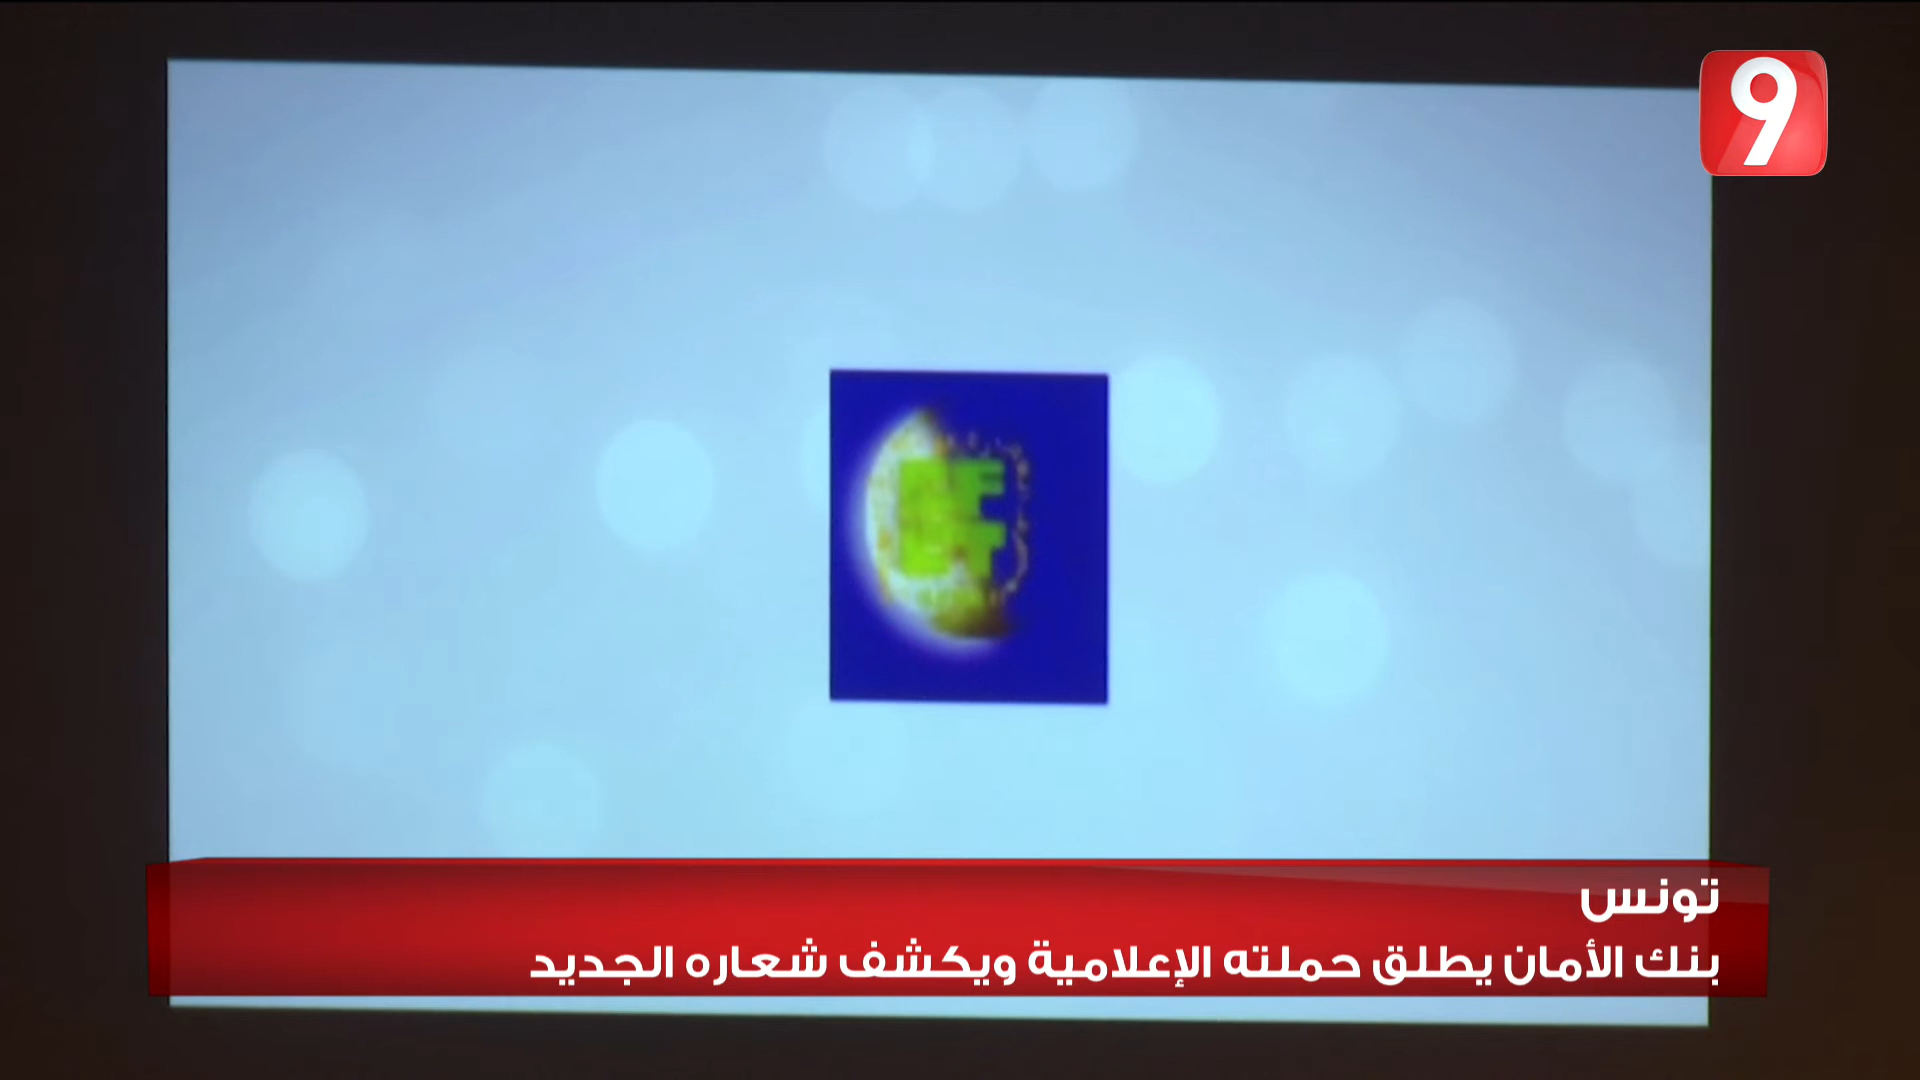 9
تونس
بنك الأمان يطلق حملته الإعلامية ويكشف شعاره الجديد